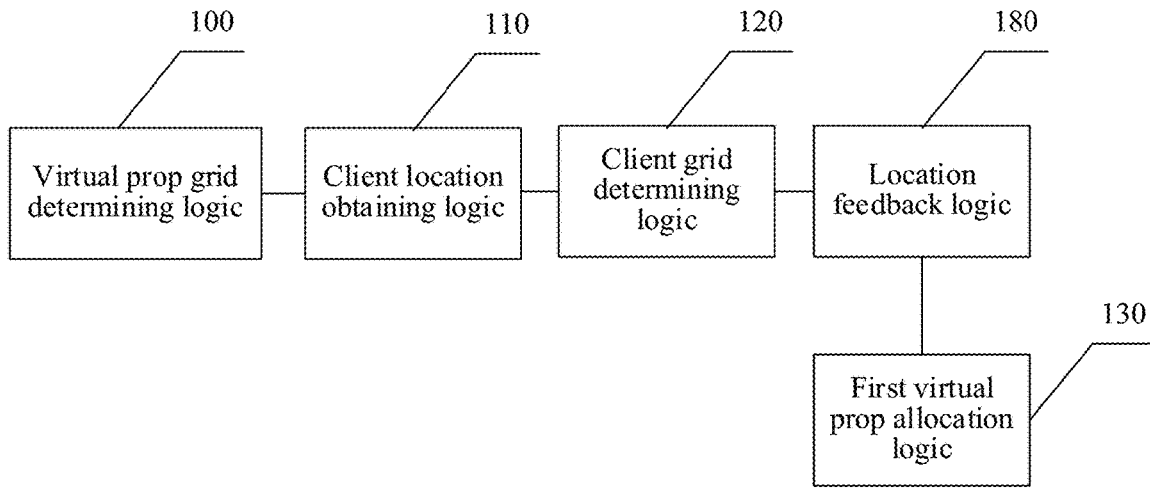 100
110
120
180
Virtual prop grid
determining logic
Client location
obtaining logic
Client grid
determining
logic
Location
feedback logic
130
First virtual
prop allocation
logic